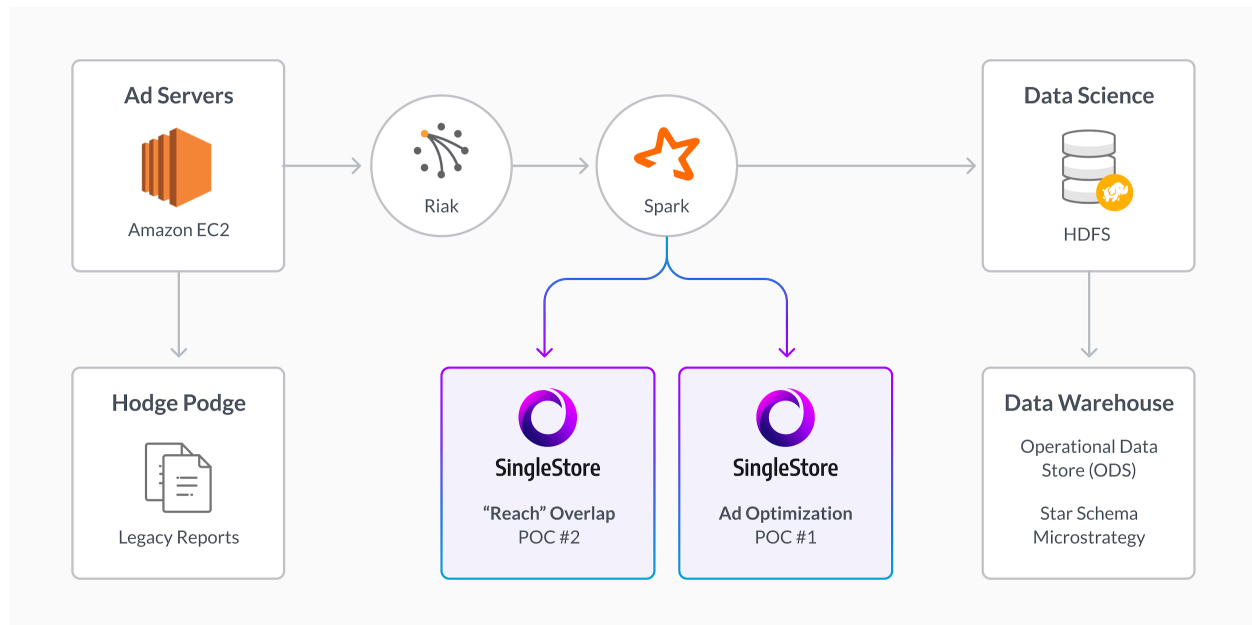 Ad Servers
Amazon EC2
Riak
Spark
Data Science
HDFS
Hodge Podge
Legacy Reports
SingleStore
“Reach” Overlap
POC #2
SingleStore
Ad Optimization
POC #1
Data Warehouse
Operational Data
Store (ODS)
Star Schema
Microstrategy